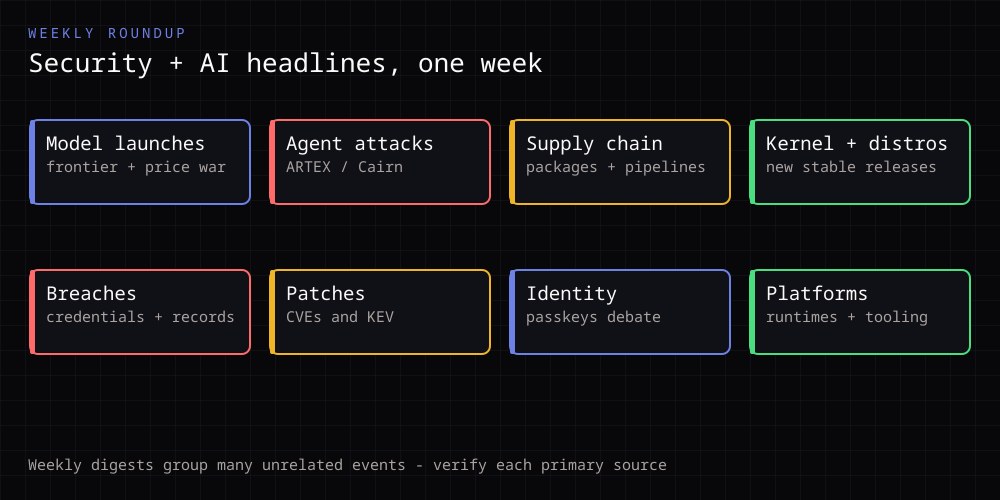 WEEKLY ROUNDUP
Security + AI headlines, one week
Model launches
frontier + price war
Agent attacks
ARTEX / Cairn
Supply chain
packages + pipelines
Kernel + distros
new stable releases
Breaches
credentials + records
Patches
CVEs and KEV
Identity
passkeys debate
Platforms
runtimes + tooling
Weekly digests group many unrelated events - verify each primary source